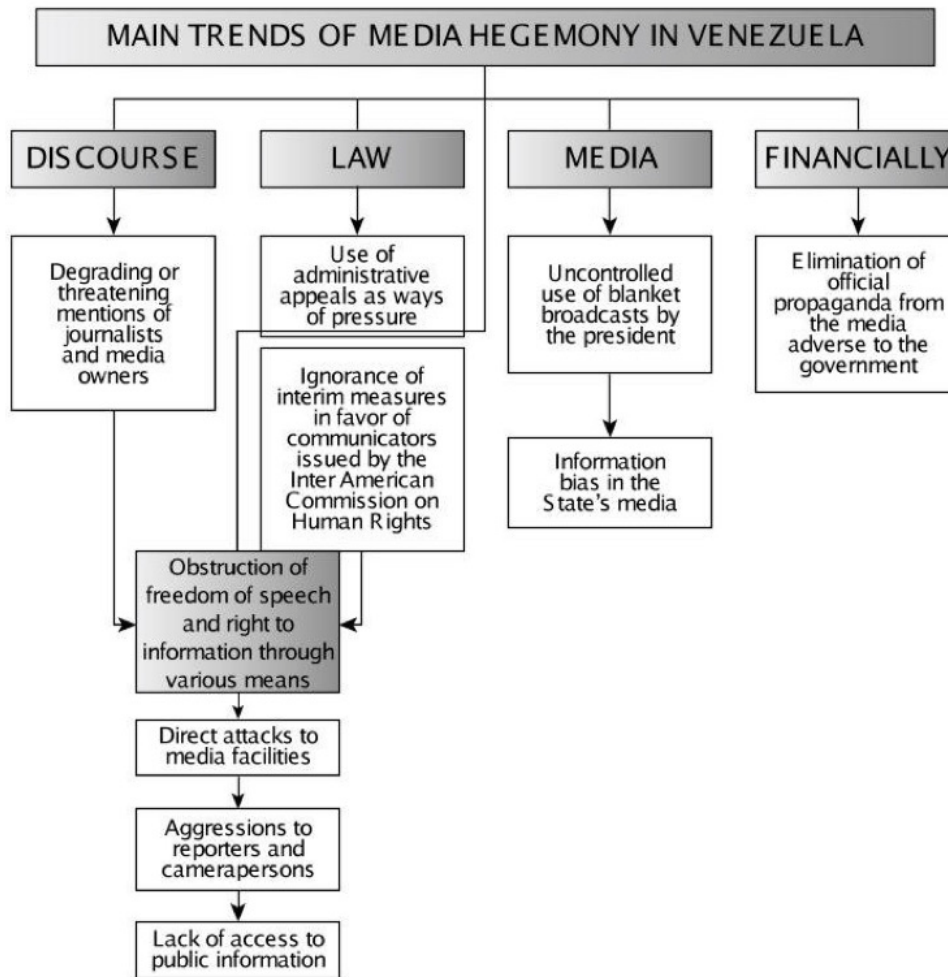 MAIN TRENDS OF MEDIA HEGEMONY IN VENEZUELA
DISCOURSE
Degrading or
threatening
mentions of
journalists
and media
owners
LAW
Use of
administrative
appeals as ways
of pressure
Ignorance of
interim measures
in favor of
communicators
issued by the
Inter American
Commission on
Human Rights
MEDIA
Uncontrolled
use of blanket
broadcasts by
the president
Information
bias in the
State's media
FINANCIALLY
Elimination of
official
propaganda from
the media
adverse to the
government
Obstruction of
freedom of speech
and right to
information through
various means
Direct attacks to
media facilities
Aggressions to
reporters and
camerapersons
Lack of access to
public information